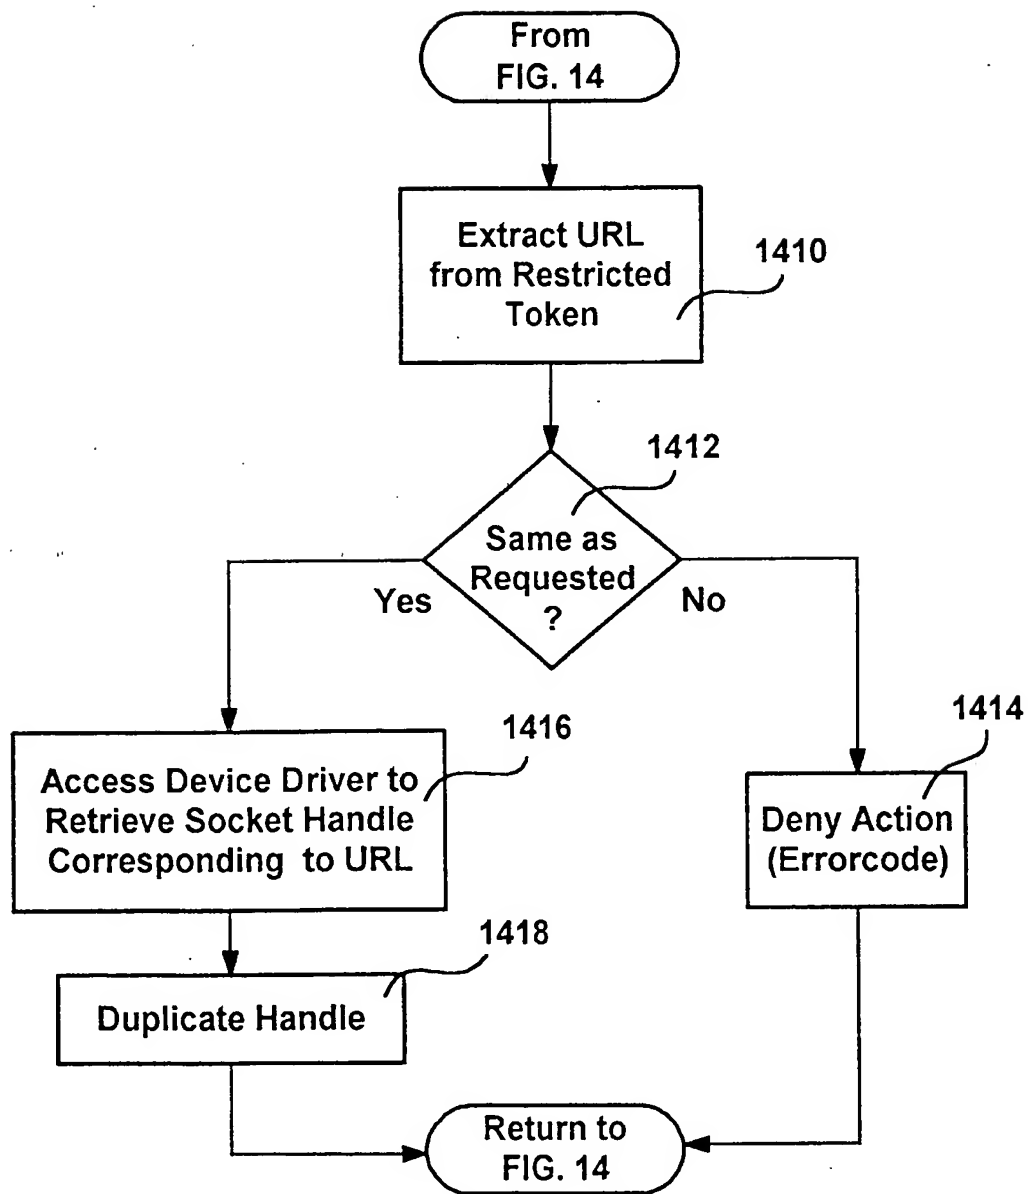 From
FIG. 14
Extract URL
from Restricted
Token
1410
1412
Same as
Requested
?
Yes
No
1416
Access Device Driver to
Retrieve Socket Handle
Corresponding to URL
1414
Deny Action
(Errorcode)
1418
Duplicate Handle
Return to
FIG. 14